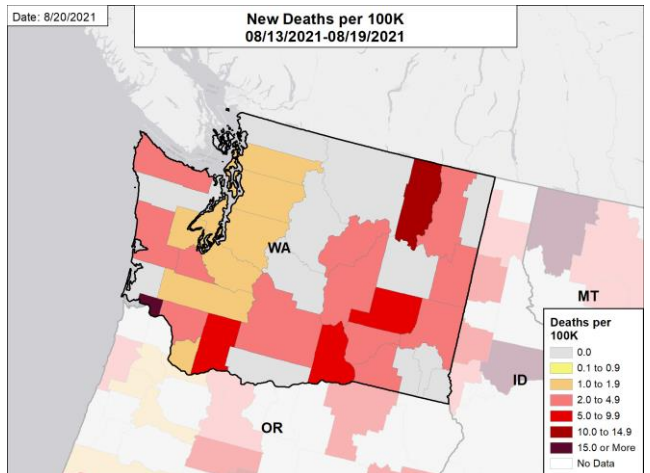 Date: 8/20/2021
New Deaths per 100K
08/13/2021-08/19/2021
WA
MT
ID
OR
Deaths per
100K
0.0
0.1 to 0.9
1.0 to 1.9
2.0 to 4.9
5.0 to 9.9
10.0 to 14.9
15.0 or More
No Data